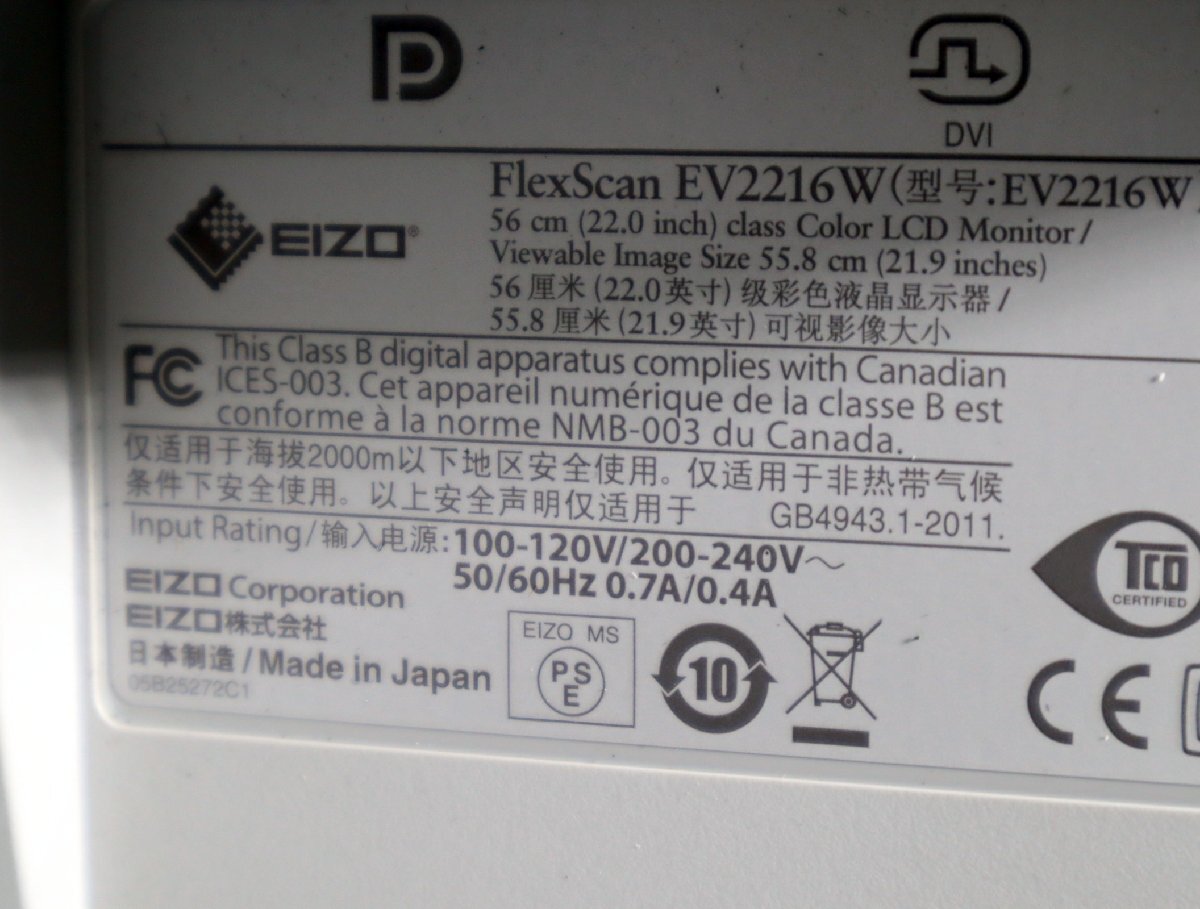 DVI
EIZO®
FlexScan EV2216W(型号:EV2216W)
56 cm (22.0 inch) class Color LCD Monitor /
Viewable Image Size 55.8 cm (21.9 inches)
56 厘米 (22.0英寸) 级彩色液晶显示器 /
55.8 厘米 (21.9英寸) 可视影像大小
FC
This Class B digital apparatus complies with Canadian
ICES-003. Cet appareil numérique de la classe B est
conforme à la norme NMB-003 du Canada.
仅适用于海拔2000m以下地区安全使用。仅适用于非热带气候
条件下安全使用。以上安全声明仅适用于 GB4943.1-2011.
Input Rating/输入电源:100-120V/200-240V～
50/60Hz 0.7A/0.4A
EIZO Corporation
EIZO株式会社
日本制造/Made in Japan
05B25272C1
EIZO MS
PS
E
10
TCO
CERTIFIED
CE